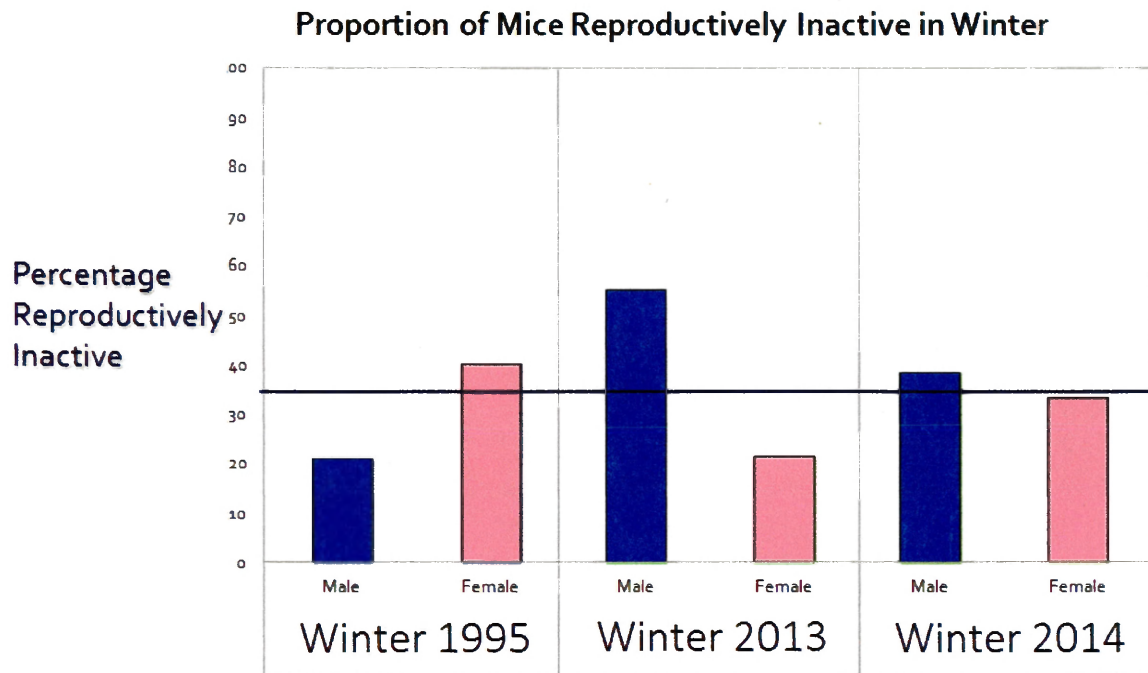 Proportion of Mice Reproductively Inactive in Winter
Percentage
Reproductively
Inactive
00
90
80
70
60
50
40
30
20
10
0
Male
Female
Male
Female
Male
Female
Winter 1995
Winter 2013
Winter 2014